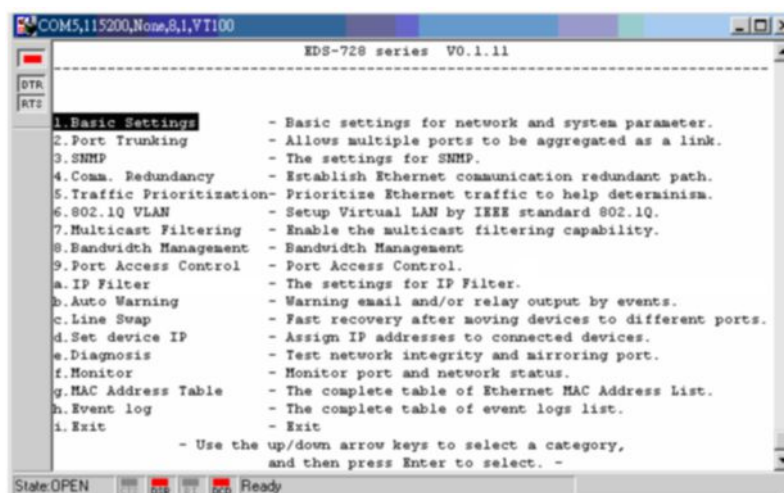 COM5,115200,None,8,1,VT100
EDS-728 series V0.1.11
DTR
RTS
1.Basic Settings - Basic settings for network and system parameter.
2.Port Trunking - Allows multiple ports to be aggregated as a link.
3.SNMP - The settings for SNMP.
4.Comm. Redundancy - Establish Ethernet communication redundant path.
5.Traffic Prioritization- Prioritize Ethernet traffic to help determinism.
6.802.1Q VLAN - Setup Virtual LAN by IEEE standard 802.1Q.
7.Multicast Filtering - Enable the multicast filtering capability.
8.Bandwidth Management - Bandwidth Management
9.Port Access Control - Port Access Control.
a.IP Filter - The settings for IP Filter.
b.Auto Warning - Warning email and/or relay output by events.
c.Line Swap - Fast recovery after moving devices to different ports.
d.Set device IP - Assign IP addresses to connected devices.
e.Diagnosis - Test network integrity and mirroring port.
f.Monitor - Monitor port and network status.
g.MAC Address Table - The complete table of Ethernet MAC Address List.
h.Event log - The complete table of event logs list.
i.Exit - Exit
- Use the up/down arrow keys to select a category,
and then press Enter to select. -
State:OPEN DSR DCD Ready